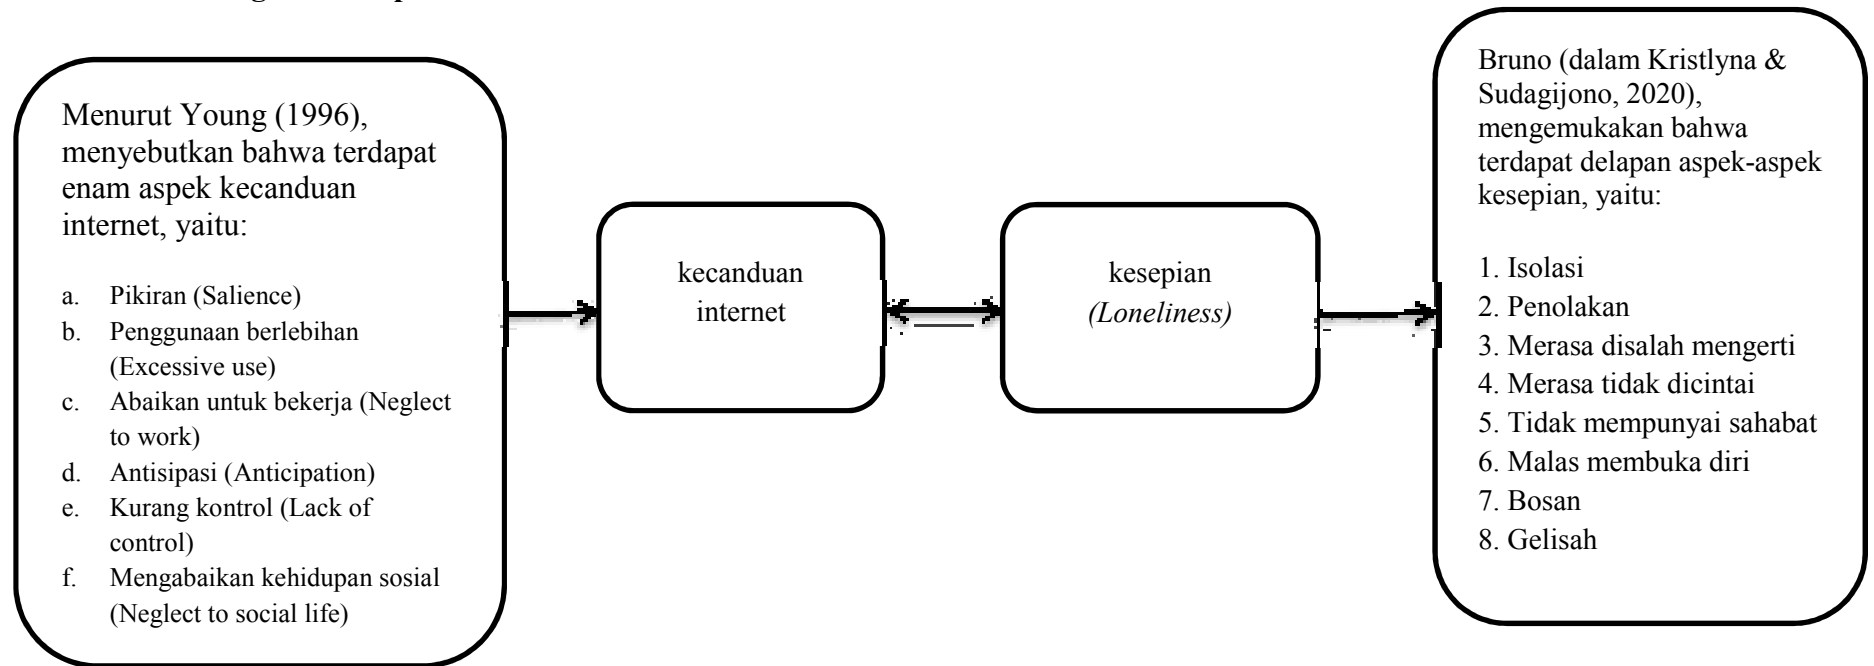 Menurut Young (1996),
menyebutkan bahwa terdapat
enam aspek kecanduan
internet, yaitu:
a. Pikiran (Salience)
b. Penggunaan berlebihan
(Excessive use)
c. Abaikan untuk bekerja (Neglect
to work)
d. Antisipasi (Anticipation)
e. Kurang kontrol (Lack of
control)
f. Mengabaikan kehidupan sosial
(Neglect to social life)
kecanduan
internet
kesepian
(Loneliness)
Bruno (dalam Kristlyna &
Sudagijono, 2020),
mengemukakan bahwa
terdapat delapan aspek-aspek
kesepian, yaitu:
1. Isolasi
2. Penolakan
3. Merasa disalah mengerti
4. Merasa tidak dicintai
5. Tidak mempunyai sahabat
6. Malas membuka diri
7. Bosan
8. Gelisah